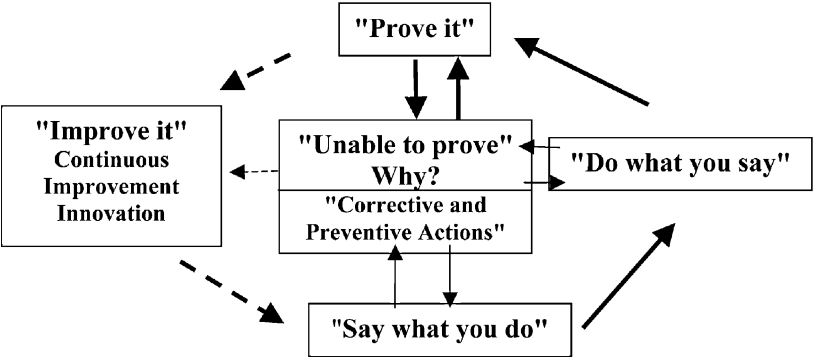 "Prove it"
"Improve it"
Continuous
Improvement
Innovation
"Unable to prove"
Why?
"Corrective and
Preventive Actions"
"Do what you say"
"Say what you do"